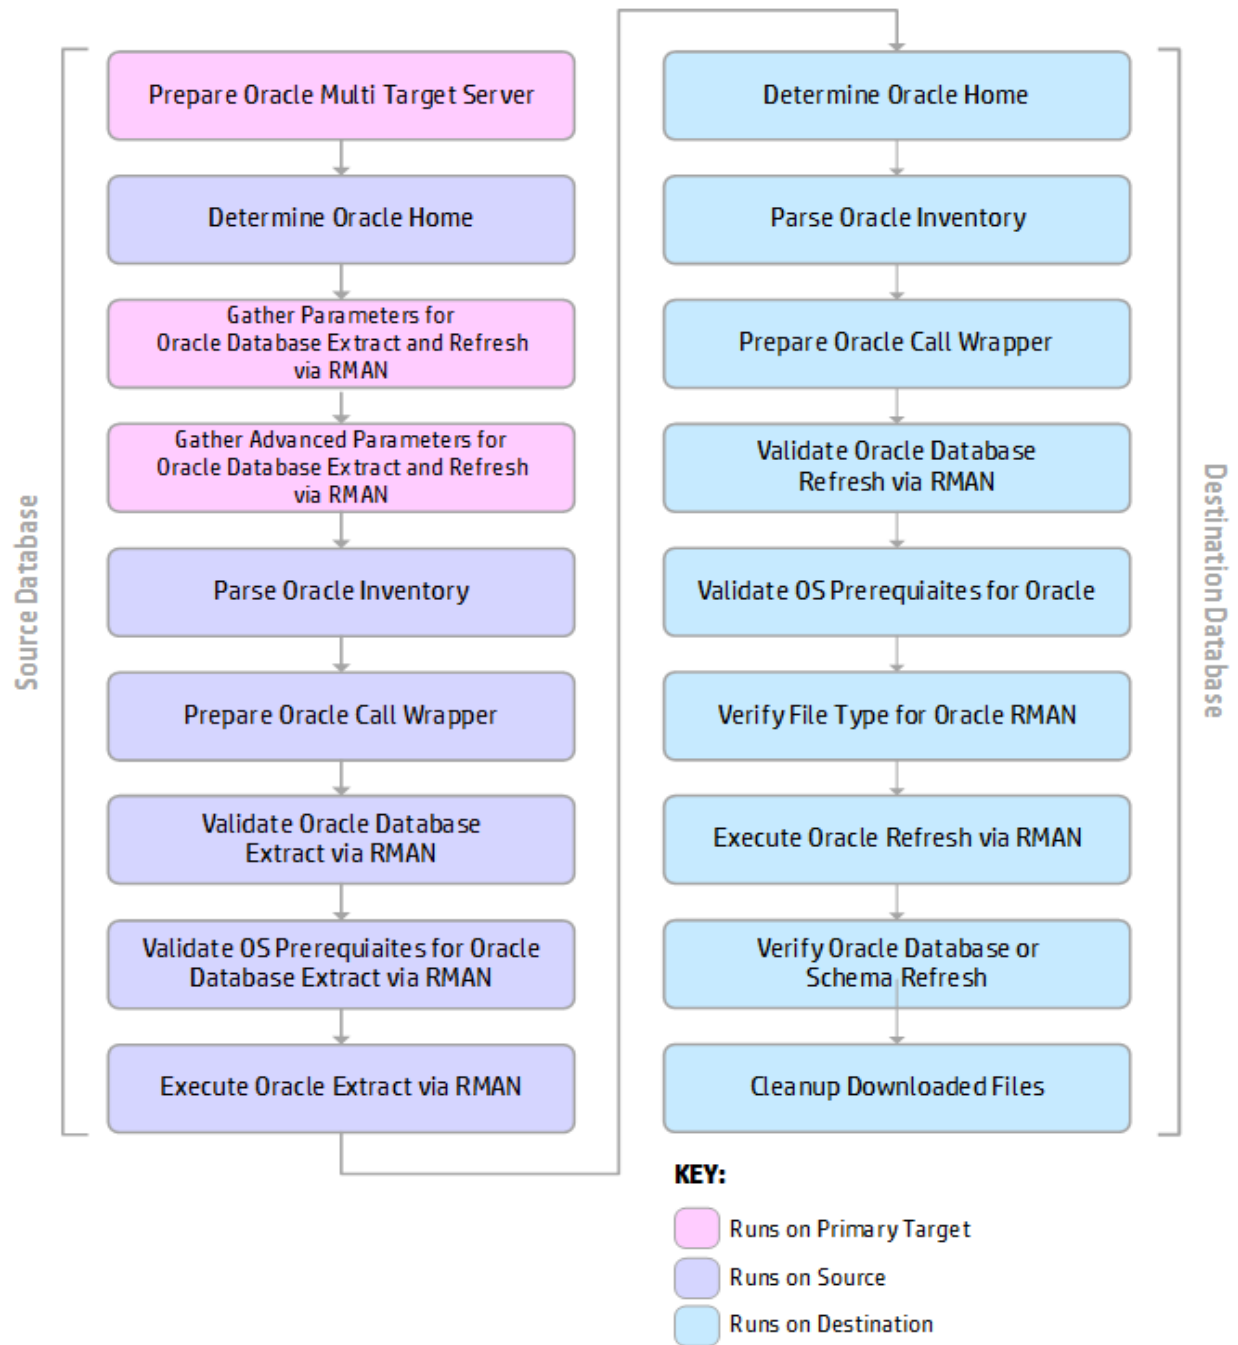 Source Database
Prepare Oracle Multi Target Server
Determine Oracle Home
Gather Parameters for
Oracle Database Extract and Refresh
via RMAN
Gather Advanced Parameters for
Oracle Database Extract and Refresh
via RMAN
Parse Oracle Inventory
Prepare Oracle Call Wrapper
Validate Oracle Database
Extract via RMAN
Validate OS Prerequiaites for Oracle
Database Extract via RMAN
Execute Oracle Extract via RMAN
Determine Oracle Home
Parse Oracle Inventory
Prepare Oracle Call Wrapper
Validate Oracle Database
Refresh via RMAN
Validate OS Prerequiaites for Oracle
Verify File Type for Oracle RMAN
Execute Oracle Refresh via RMAN
Verify Oracle Database or
Schema Refresh
Cleanup Downloaded Files
Destination Database
KEY:
Runs on Primary Target
Runs on Source
Runs on Destination